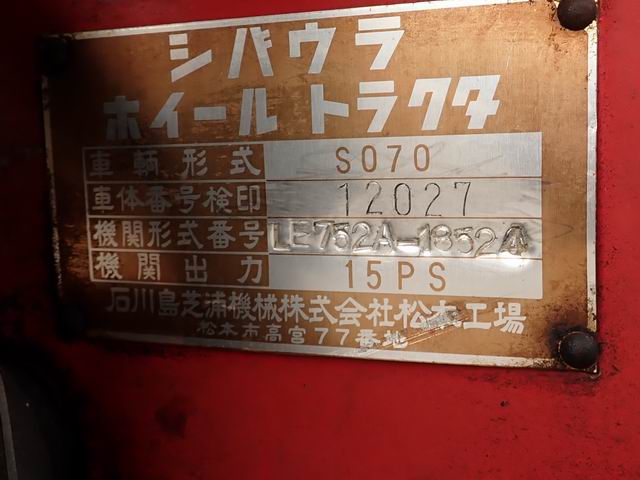 シバウラ
ホイールトラクタ
車輌形式 SO70
車体番号検印 12027
機関形式番号 LE752A-18524
機関出力 15PS
石川島芝浦機械株式会社松本工場
松本市高宮77番地